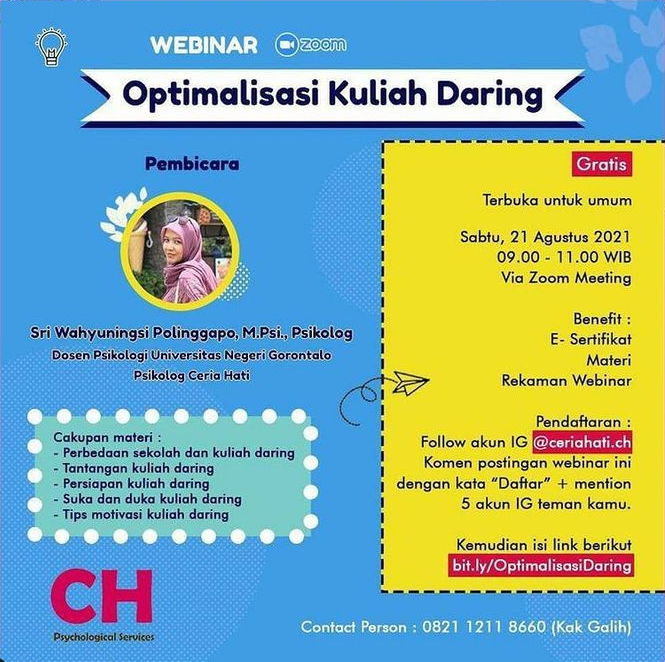 WEBINAR zoom
Optimalisasi Kuliah Daring
Pembicara
Sri Wahyuningsi Polinggapo, M.Psi., Psikolog
Dosen Psikologi Universitas Negeri Gorontalo
Psikolog Ceria Hati
Cakupan materi :
- Perbedaan sekolah dan kuliah daring
- Tantangan kuliah daring
- Persiapan kuliah daring
- Suka dan duka kuliah daring
- Tips motivasi kuliah daring
Gratis
Terbuka untuk umum
Sabtu, 21 Agustus 2021
09.00 - 11.00 WIB
Via Zoom Meeting
Benefit :
E- Sertifikat
Materi
Rekaman Webinar
Pendaftaran :
Follow akun IG @ceriahati.ch
Komen postingan webinar ini
dengan kata “Daftar” + mention
5 akun IG teman kamu.
Kemudian isi link berikut
bit.ly/OptimalisasiDaring
CH
Psychological Services
Contact Person : 0821 1211 8660 (Kak Galih)